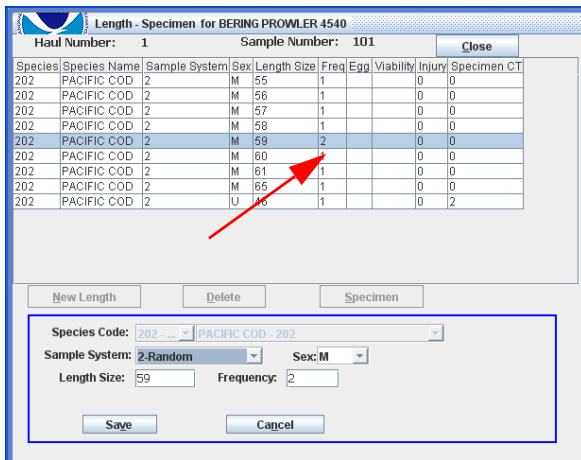 Length - Specimen for BERING PROWLER 4540
Haul Number: 1 Sample Number: 101 Close
Species Species Name Sample System Sex Length Size Freq Egg Viability Injury Specimen CT
202 PACIFIC COD 2 M 55 1 0 0
202 PACIFIC COD 2 M 56 1 0 0
202 PACIFIC COD 2 M 57 1 0 0
202 PACIFIC COD 2 M 58 1 0 0
202 PACIFIC COD 2 M 59 2 0 0
202 PACIFIC COD 2 M 60 0 0
202 PACIFIC COD 2 M 61 1 0 0
202 PACIFIC COD 2 M 65 1 0 0
202 PACIFIC COD 2 U 1 0 2
New Length Delete Specimen
Species Code: 202 - ... PACIFIC COD - 202
Sample System: 2-Random Sex: M
Length Size: 59 Frequency: 2
Save Cancel